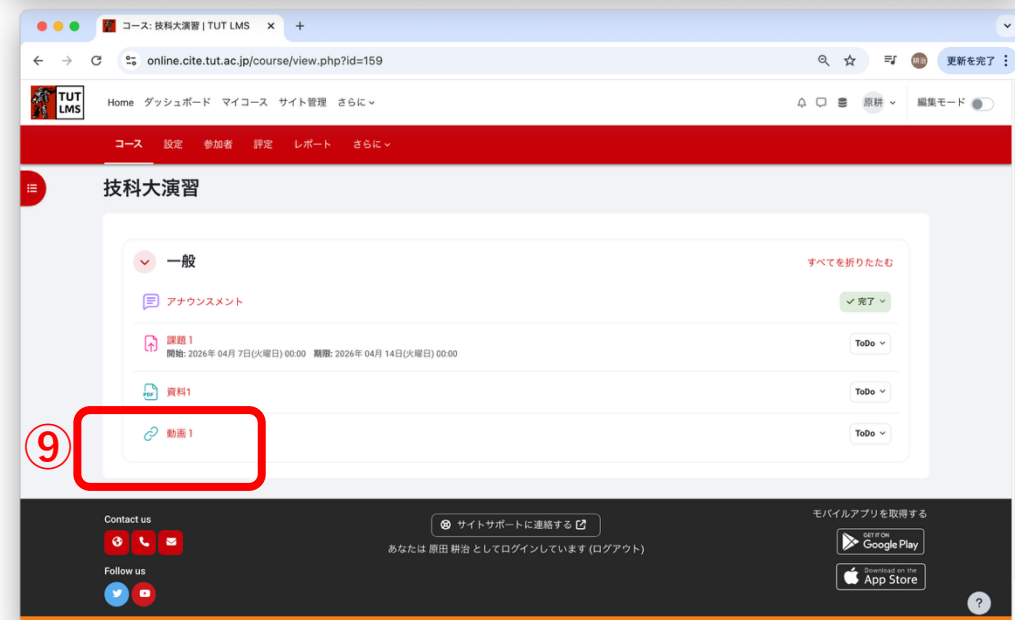 コース: 技科大演習 | TUT LMS
online.cite.tut.ac.jp/course/view.php?id=159
耕治
更新を完了
TUT LMS
Home ダッシュボード マイコース サイト管理 さらに
原耕
編集モード
コース 設定 参加者 評定 レポート さらに
技科大演習
一般
すべてを折りたたむ
アナウンスメント
✓ 完了
課題 1
開始: 2026年 04月 7日(火曜日) 00:00 期限: 2026年 04月 14日(火曜日) 00:00
ToDo
PDF
資料1
ToDo
⑨
動画 1
ToDo
Contact us
サイトサポートに連絡する
モバイルアプリを取得する
あなたは 原田 耕治 としてログインしています (ログアウト)
GET IT ON
Google Play
Follow us
Download on the
App Store
?